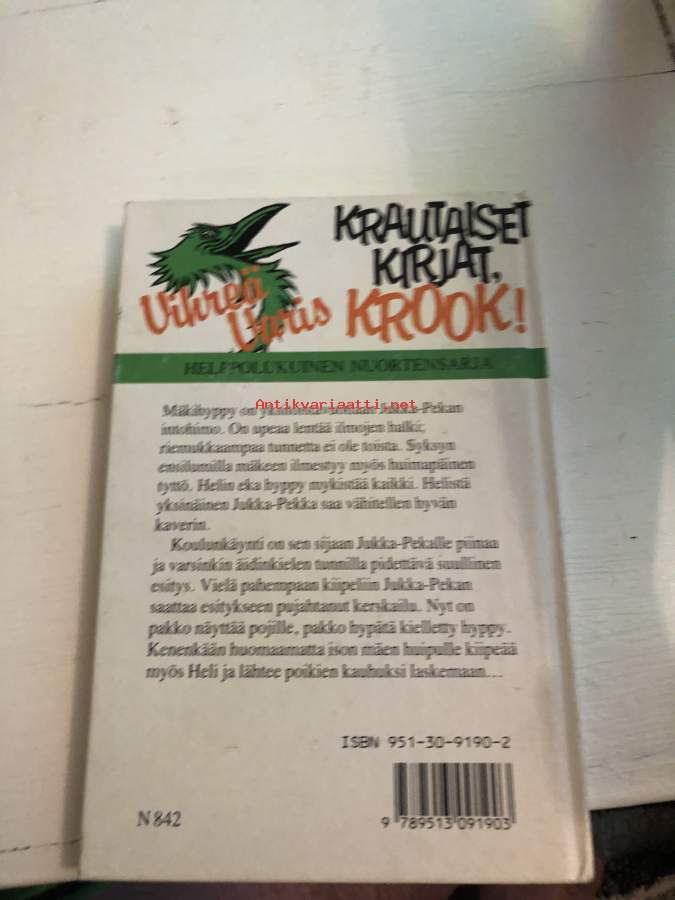 KRAUTAISET
KIRJAT,
Vihreä
Varis KROOK!
HELPPOLUKUINEN NUORTENSARJA
Antikvariaatti.net
Mäkihyppy on Jukka-Pekan
intohimo. On upeaa lentää ilmojen halki;
riemukkaampaa tunnetta ei ole toista. Syksyn
ensilumilla mäkeen ilmestyy myös huimapäinen
tyttö. Helin eka hyppy mykistää kaikki. Helistä
yksinäinen Jukka-Pekka saa vähitellen hyvän
kaverin.
Koulunkäynti on sen sijaan Jukka-Pekalle piinaa
ja varsinkin äidinkielen tunnilla pidettävä suullinen
esitys. Vielä pahempaan kiipeliin Jukka-Pekan
saattaa esitykseen pujahtanut kerskailu. Nyt on
pakko näyttää pojille, pakko hypätä kielletty hyppy.
Kenenkään huomaamatta ison mäen huipulle kiipeää
myös Heli ja lähtee poikien kauhuksi laskemaan...
ISBN 951-30-9190-2
N 842
9 789513 091903